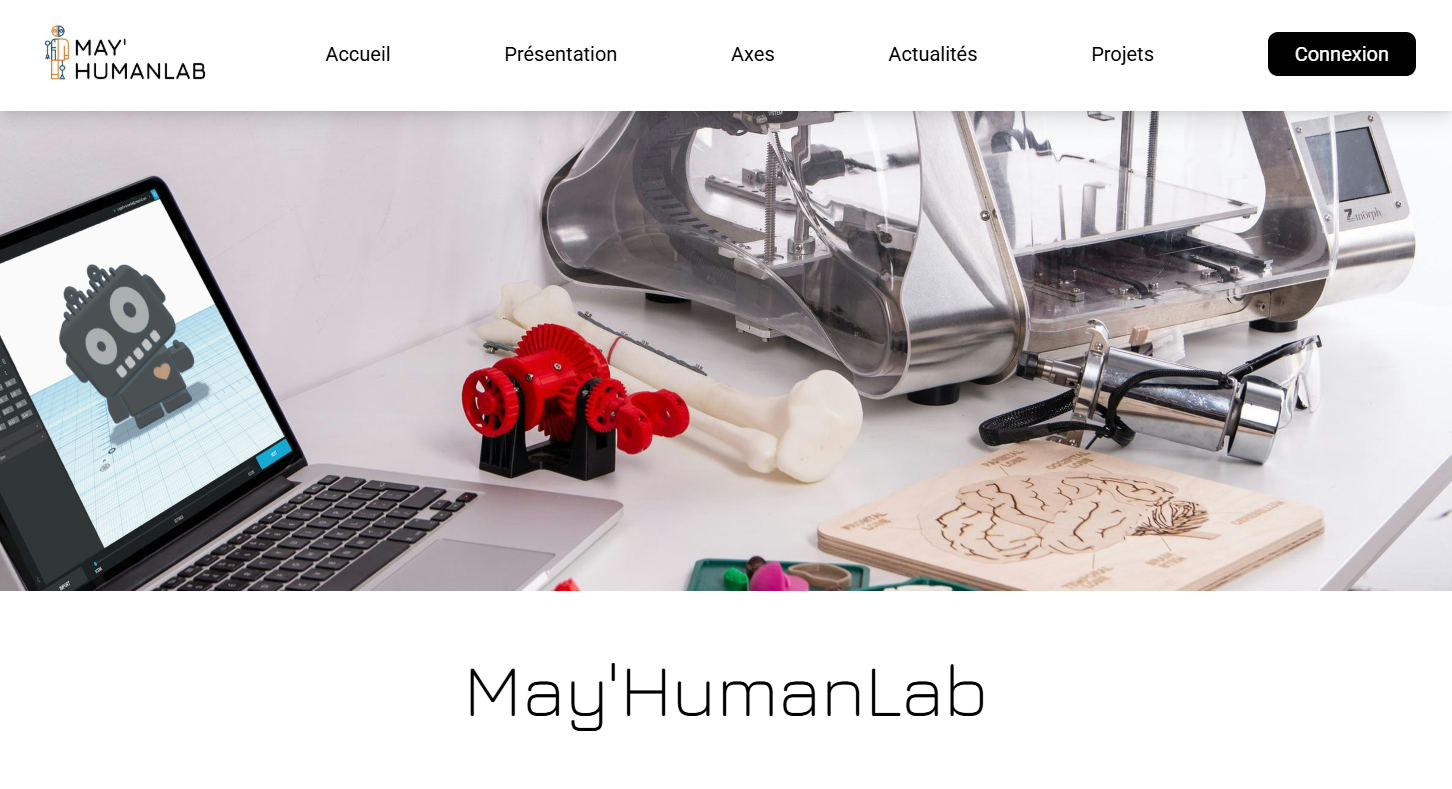 MAY'
HUMANLAB
Accueil
Présentation
Axes
Actualités
Projets
Connexion
Zmorph
PARIETAL
LOBE
OCCIPITAL
LOBE
FRONTAL
LOBE
CEREBELLUM
BRAIN
STEM
TEMPORAL
LOBE
May'HumanLab